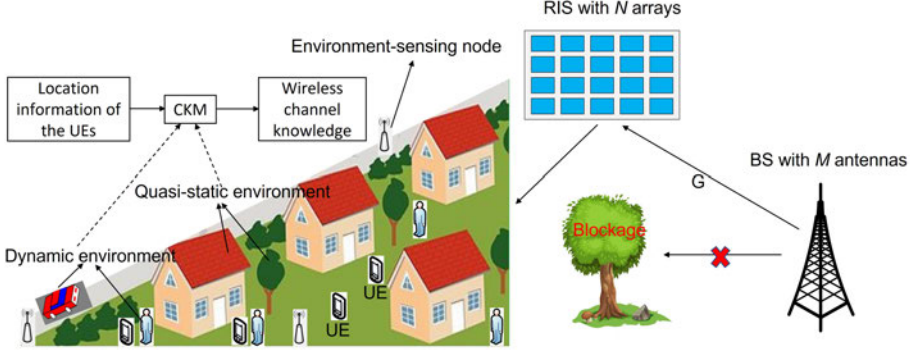 RIS with N arrays
Environment-sensing node
Location
information of
the UEs
CKM
Wireless
channel
knowledge
BS with M antennas
G
Quasi-static environment
Blockage
Dynamic environment
UE
UE